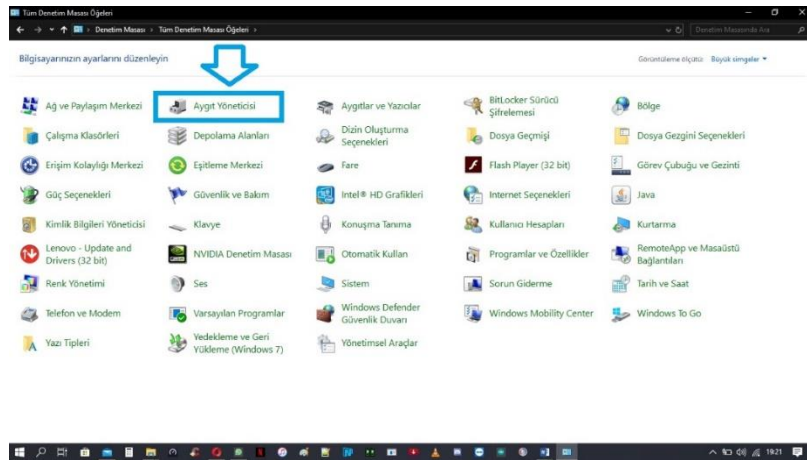 Tüm Denetim Masası Öğeleri
Denetim Masası > Tüm Denetim Masası Öğeleri >
Denetim Masasında Ara
Bilgisayarınızın ayarlarını düzenleyin
Görüntüleme ölçütü: Büyük simgeler
Ağ ve Paylaşım Merkezi
Aygıt Yöneticisi
Aygıtlar ve Yazıcılar
BitLocker Sürücü
Şifrelemesi
Bölge
Çalışma Klasörleri
Depolama Alanları
Dizin Oluşturma
Seçenekleri
Dosya Geçmişi
Dosya Gezgini Seçenekleri
Erişim Kolaylığı Merkezi
Eşitleme Merkezi
Fare
Flash Player (32 bit)
Görev Çubuğu ve Gezinti
Güç Seçenekleri
Güvenlik ve Bakım
Intel® HD Grafikleri
Internet Seçenekleri
Java
Kimlik Bilgileri Yöneticisi
Klavye
Konuşma Tanıma
Kullanıcı Hesapları
Kurtarma
Lenovo - Update and
Drivers (32 bit)
NVIDIA Denetim Masası
Otomatik Kullan
Programlar ve Özellikler
RemoteApp ve Masaüstü
Bağlantıları
Renk Yönetimi
Ses
Sistem
Sorun Giderme
Tarih ve Saat
Telefon ve Modem
Varsayılan Programlar
Windows Defender
Güvenlik Duvarı
Windows Mobility Center
Windows To Go
Yazı Tipleri
Yedekleme ve Geri
Yükleme (Windows 7)
Yönetimsel Araçlar
19:21